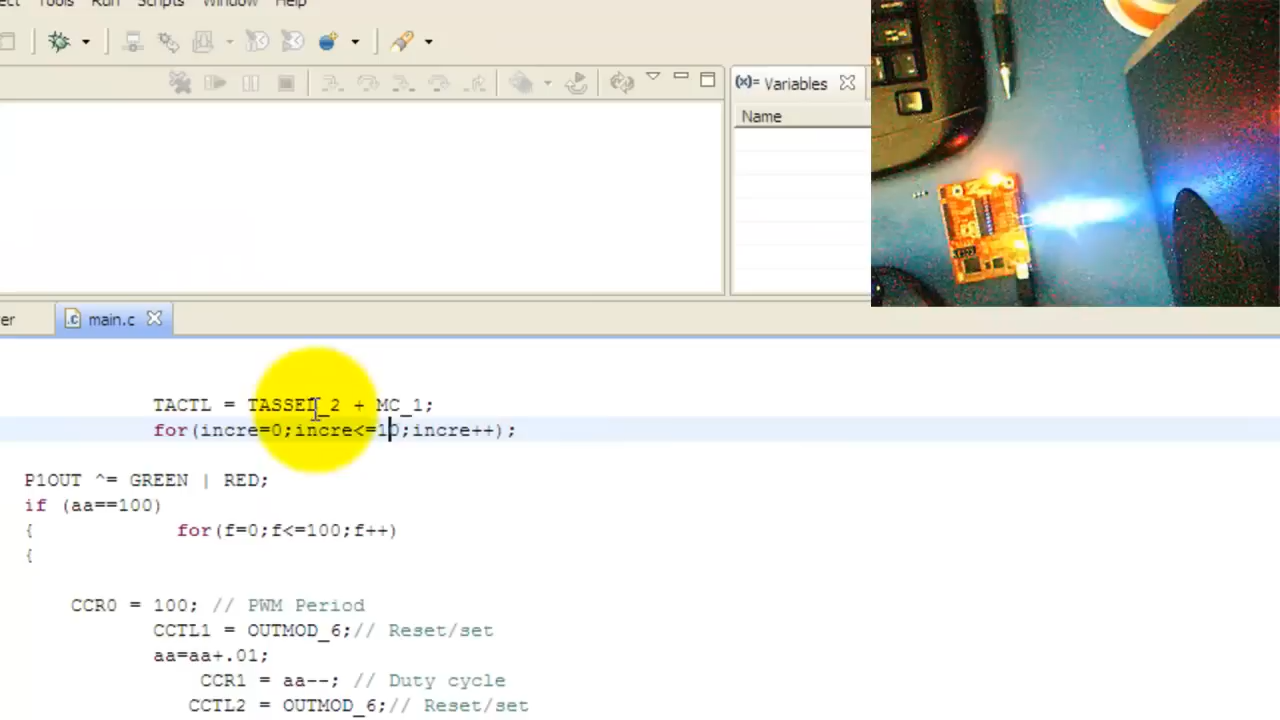 Tools Run Scripts Window Help
(x)= Variables
Name
er
.c main.c
TACTL = TASSEL_2 + MC_1;
for(incre=0;incre<=10;incre++);
P1OUT ^= GREEN | RED;
if (aa==100)
{ for(f=0;f<=100;f++)
{
CCR0 = 100; // PWM Period
CCTL1 = OUTMOD_6;// Reset/set
aa=aa+.01;
CCR1 = aa--; // Duty cycle
CCTL2 = OUTMOD_6;// Reset/set